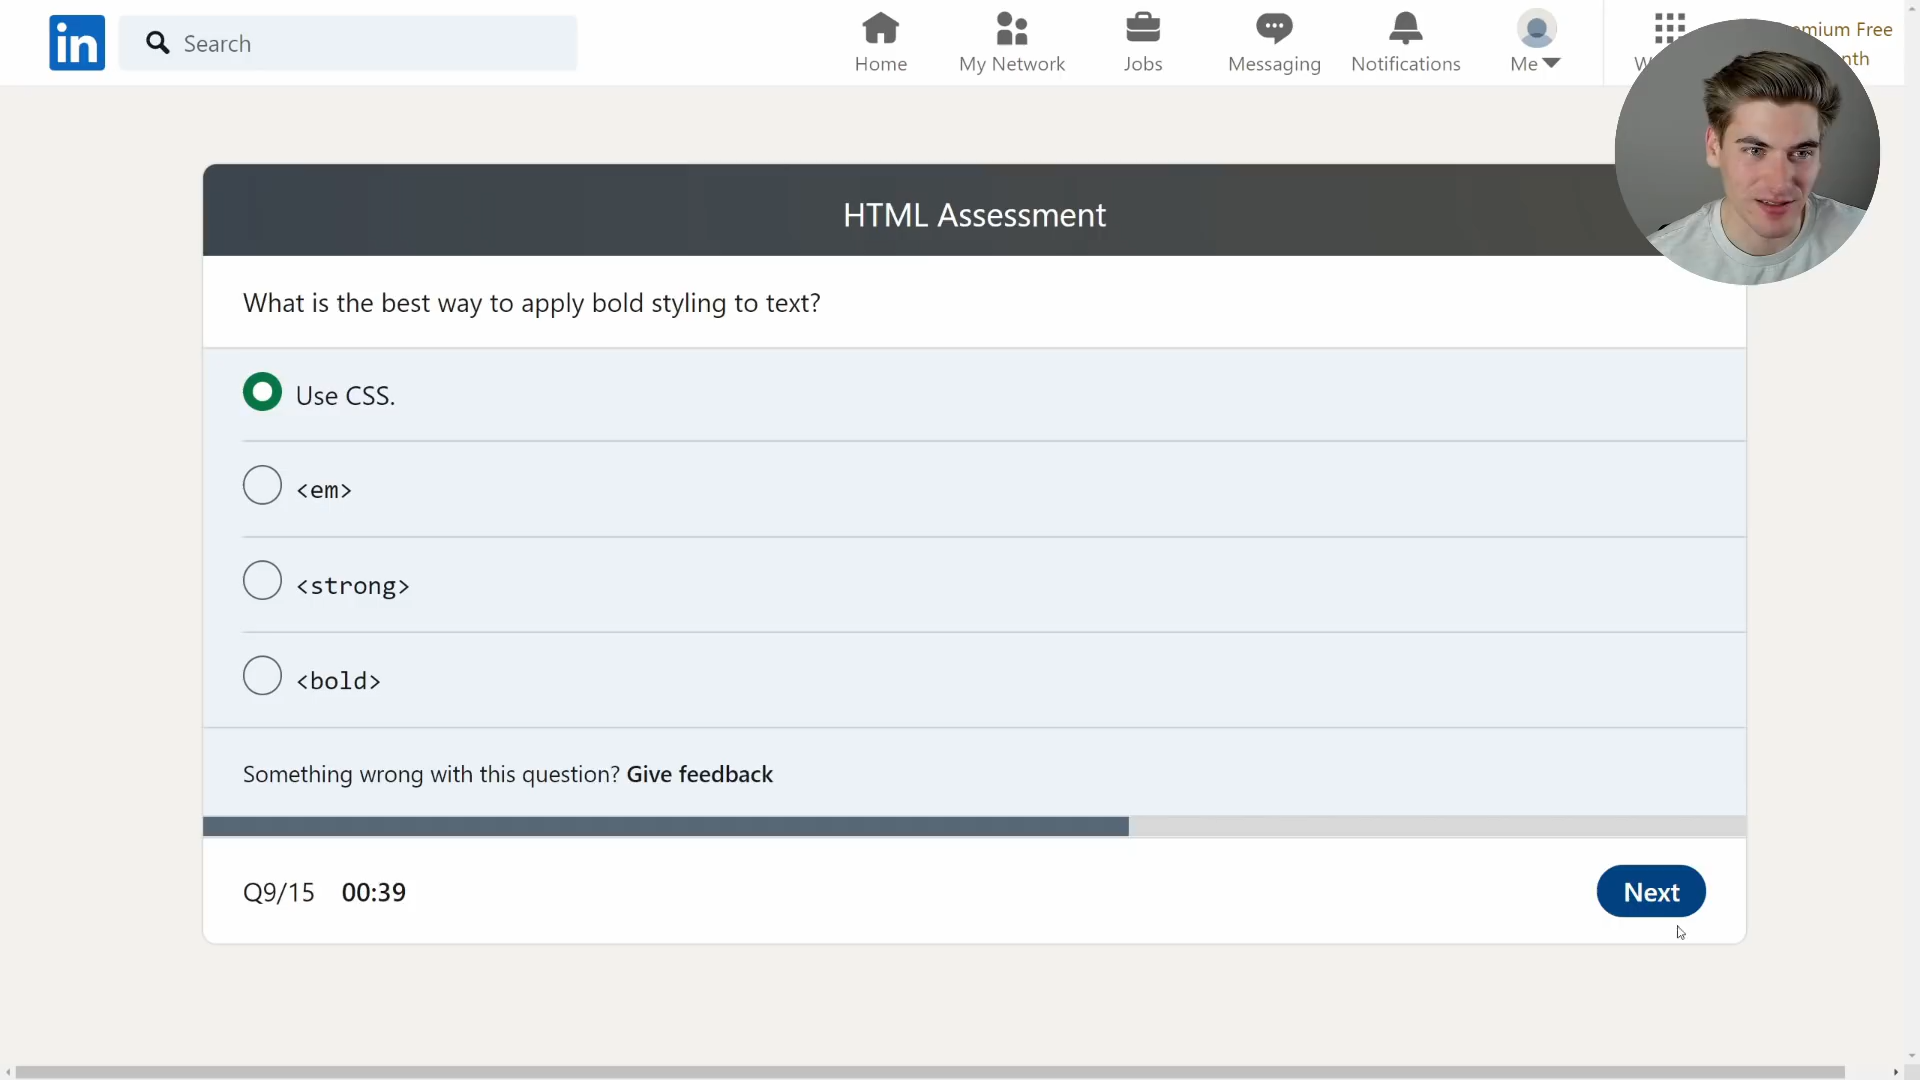 in
Search
Home
My Network
Jobs
Messaging
Notifications
Me
Free
HTML Assessment
What is the best way to apply bold styling to text?
Use CSS.
<em>
<strong>
<bold>
Something wrong with this question? Give feedback
Q9/15 00:39
Next